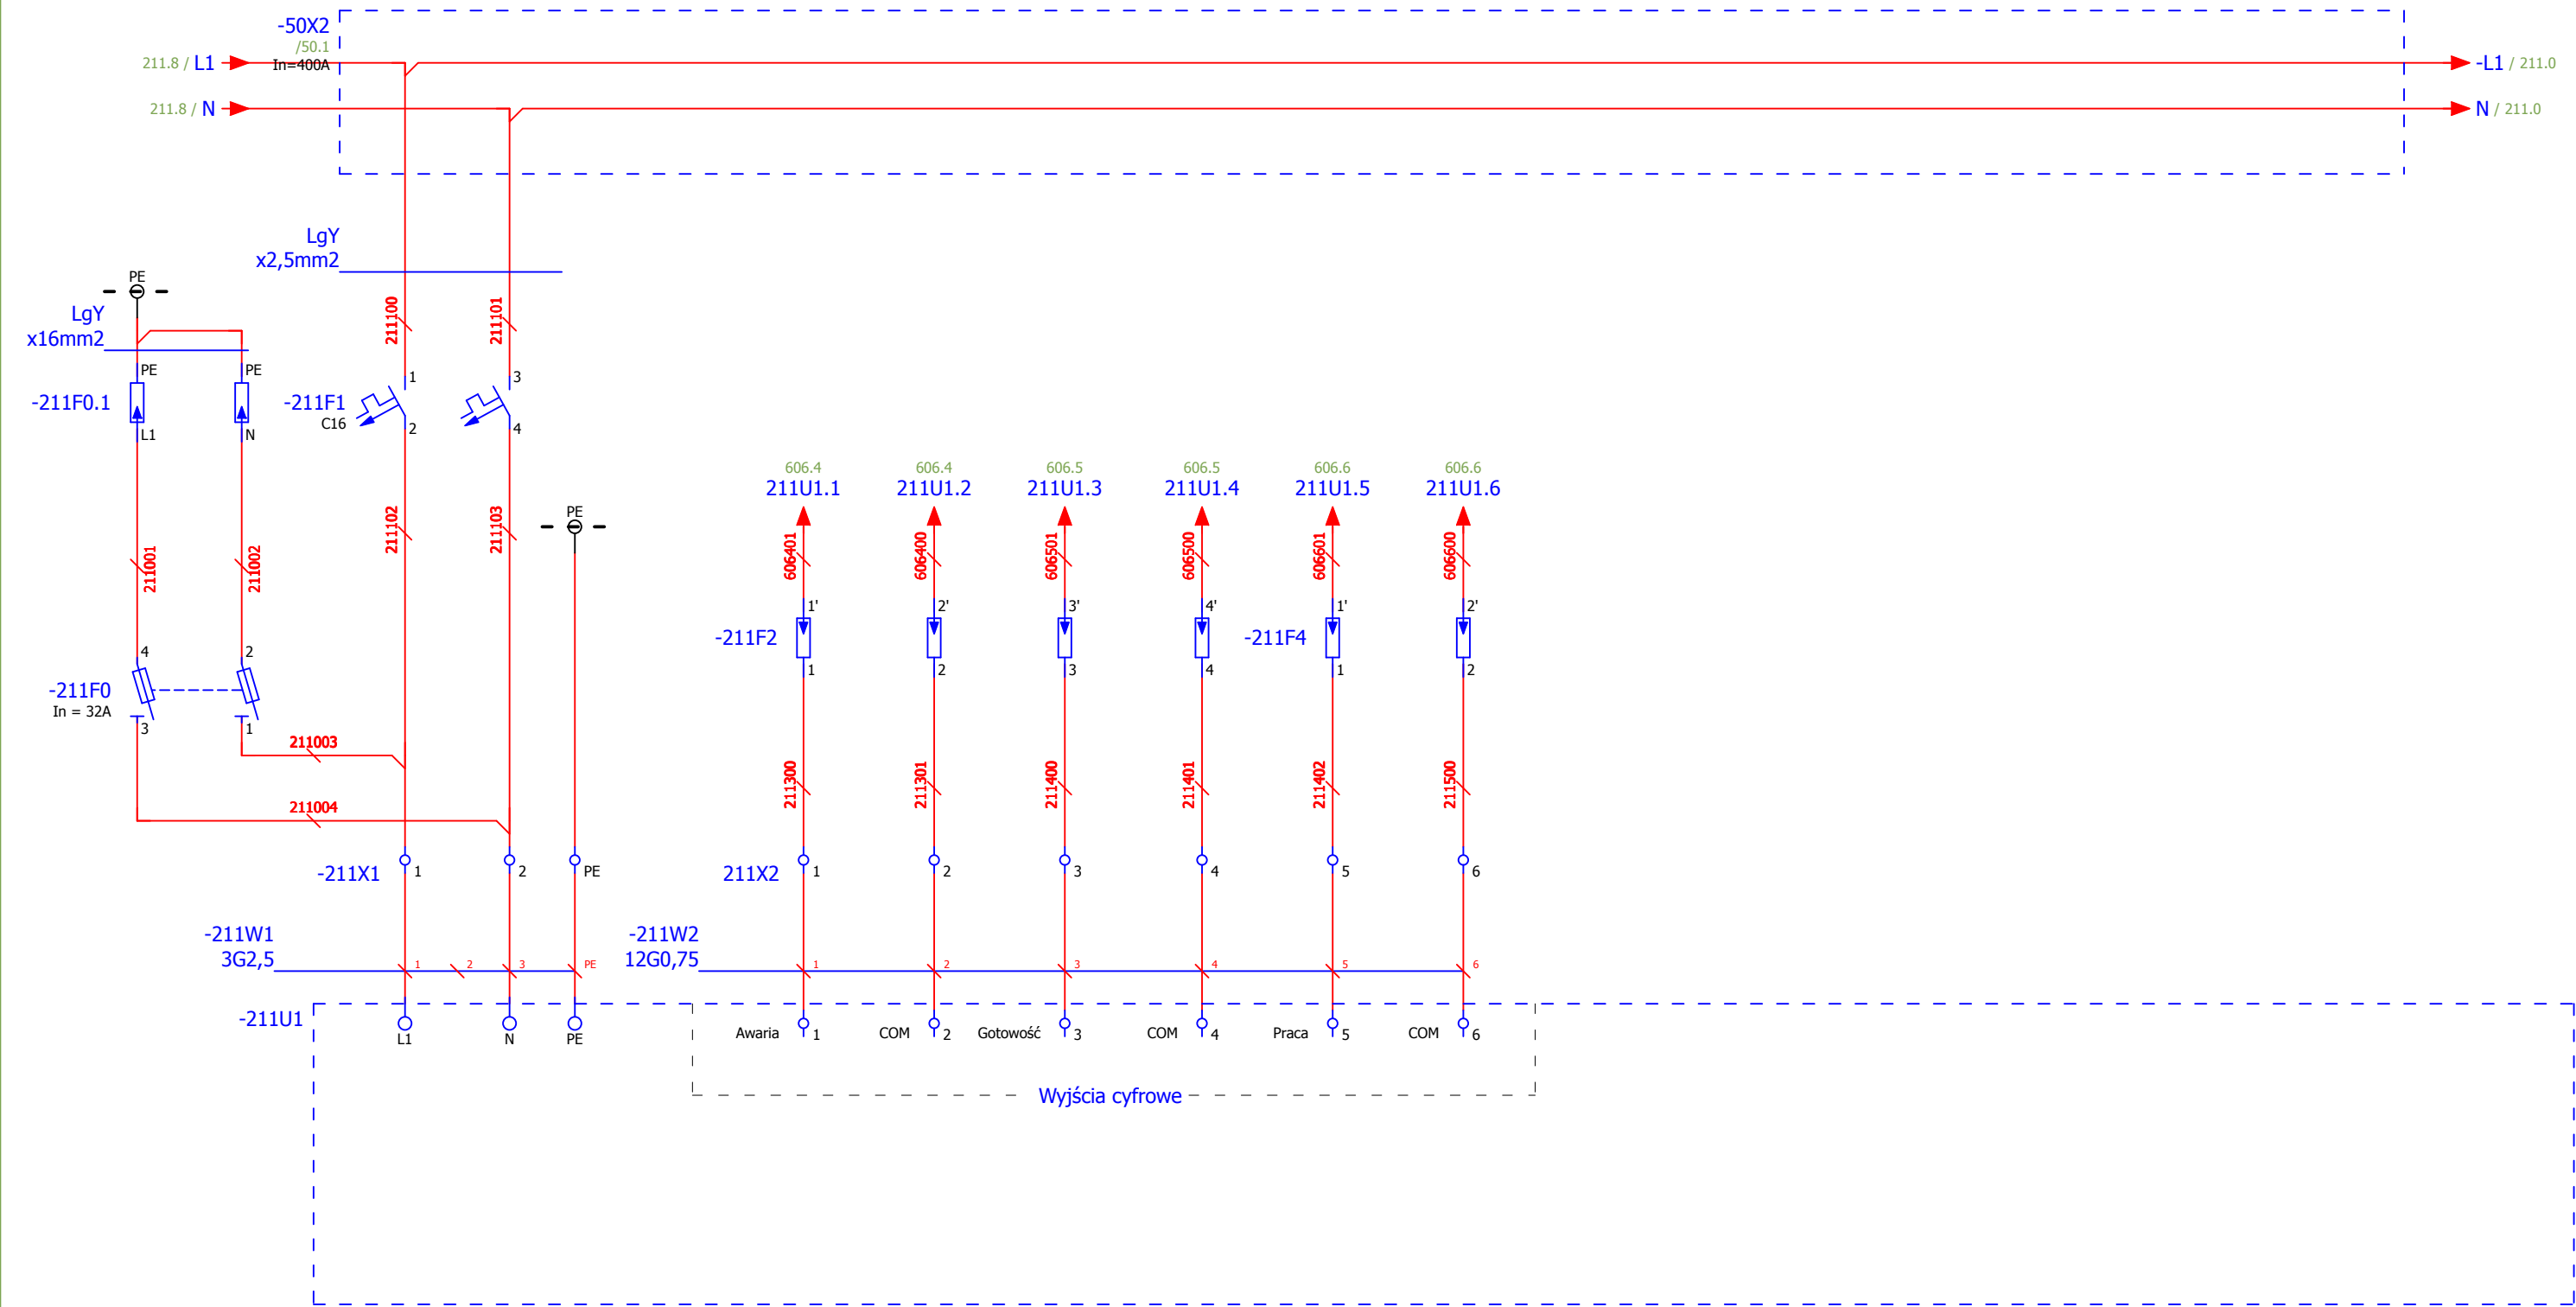 -50X2
/50.1
In=400A
211.8 / L1
-L1 / 211.0
211.8 / N
N / 211.0
LgY
x2,5mm2
PE
LgY
x16mm2
211100
211101
PE
PE
-211F0.1
L1
N
-211F1
C16
1
2
3
4
606.4
606.4
606.5
606.5
606.6
606.6
211U1.1
211U1.2
211U1.3
211U1.4
211U1.5
211U1.6
211102
211103
PE
211001
211002
606401
606400
606501
606500
606601
606600
1'
2'
3'
4'
1'
2'
-211F2
-211F4
1
2
3
4
1
2
4
2
-211F0
In = 32A
3
1
211003
211004
211300
211301
211400
211401
211402
211500
-211X1
1
2
PE
211X2
1
2
3
4
5
6
-211W1
3G2,5
1
2
3
PE
-211W2
12G0,75
1
2
3
4
5
6
-211U1
L1
N
PE
Awaria
1
COM
2
Gotowość
3
COM
4
Praca
5
COM
6
Wyjścia cyfrowe